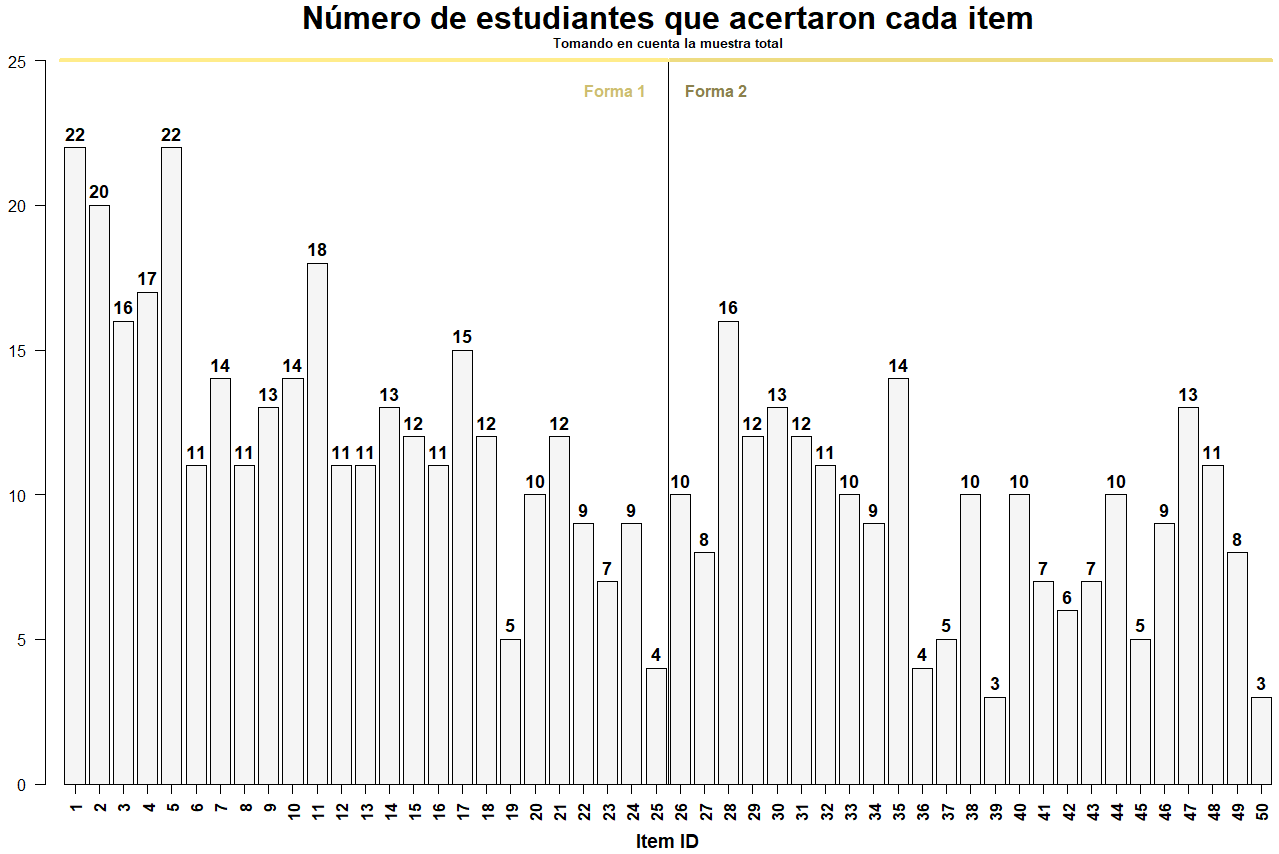 Número de estudiantes que acertaron cada item
Tomando en cuenta la muestra total
25
Forma 1 Forma 2
22 22
20
20
18
17
16 16
15
15
14 14 14
13 13 13 13
12 12 12 12 12
11 11 11 11 11 11 11
10
10 10 10 10 10 10
9 9 9 9
8 8
7 7 7
6
5
5 5 5
4 4
3 3
0
1 2 3 4 5 6 7 8 9 10 11 12 13 14 15 16 17 18 19 20 21 22 23 24 25 26 27 28 29 30 31 32 33 34 35 36 37 38 39 40 41 42 43 44 45 46 47 48 49 50
Item ID